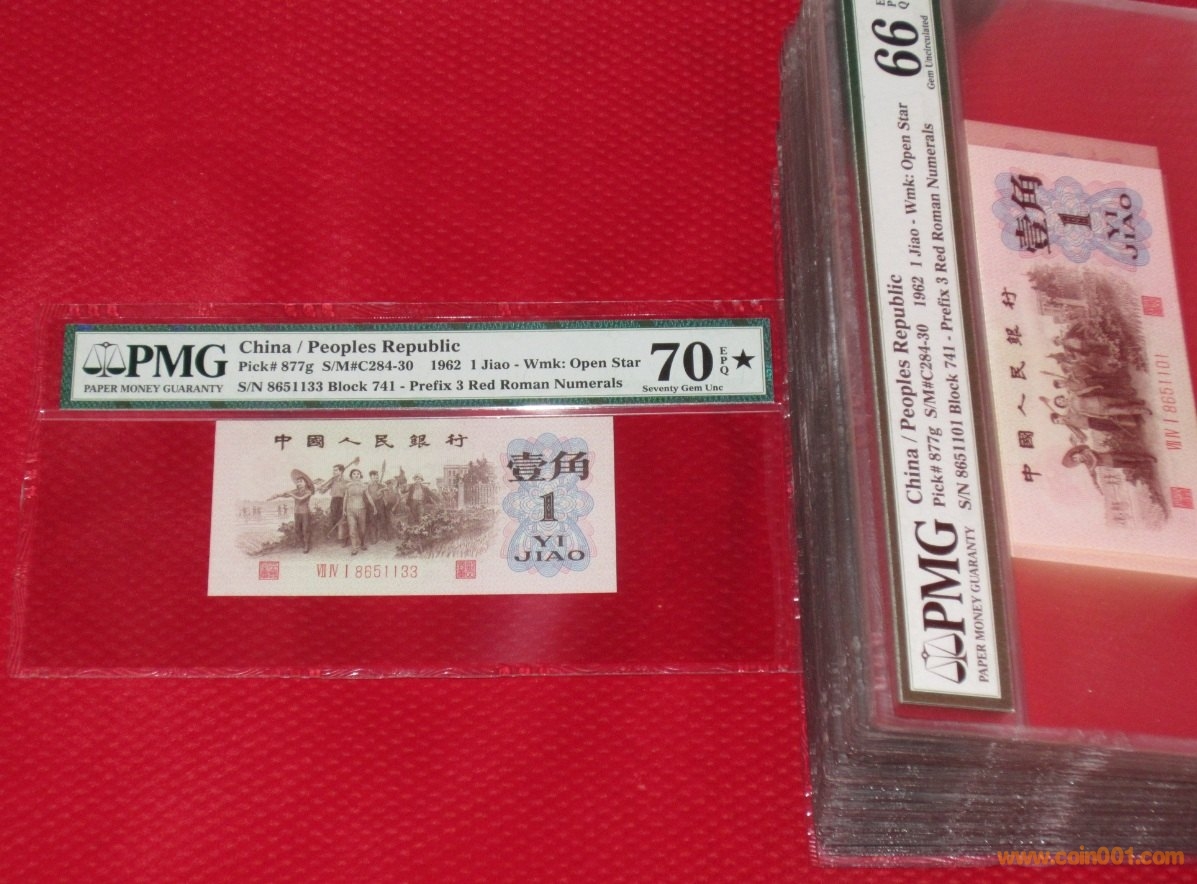 PMG
PAPER MONEY GUARANTY
China / Peoples Republic
Pick# 877g S/M#C284-30 1962 1 Jiao - Wmk: Open Star
S/N 8651133 Block 741 - Prefix 3 Red Roman Numerals
70
EPQ
★
Seventy Gem Unc
中國人民銀行
壹角
1
YI
JIAO
VII IV I 8651133
PMG
PAPER MONEY GUARANTY
China / Peoples Republic
Pick# 877g S/M#C284-30 1962 1 Jiao - Wmk: Open Star
S/N 8651101 Block 741 - Prefix 3 Red Roman Numerals
66
EPQ
Gem Uncirculated
中國人民銀行
壹角
1
YI
JIAO
VII IV I 8651101
www.coin001.com